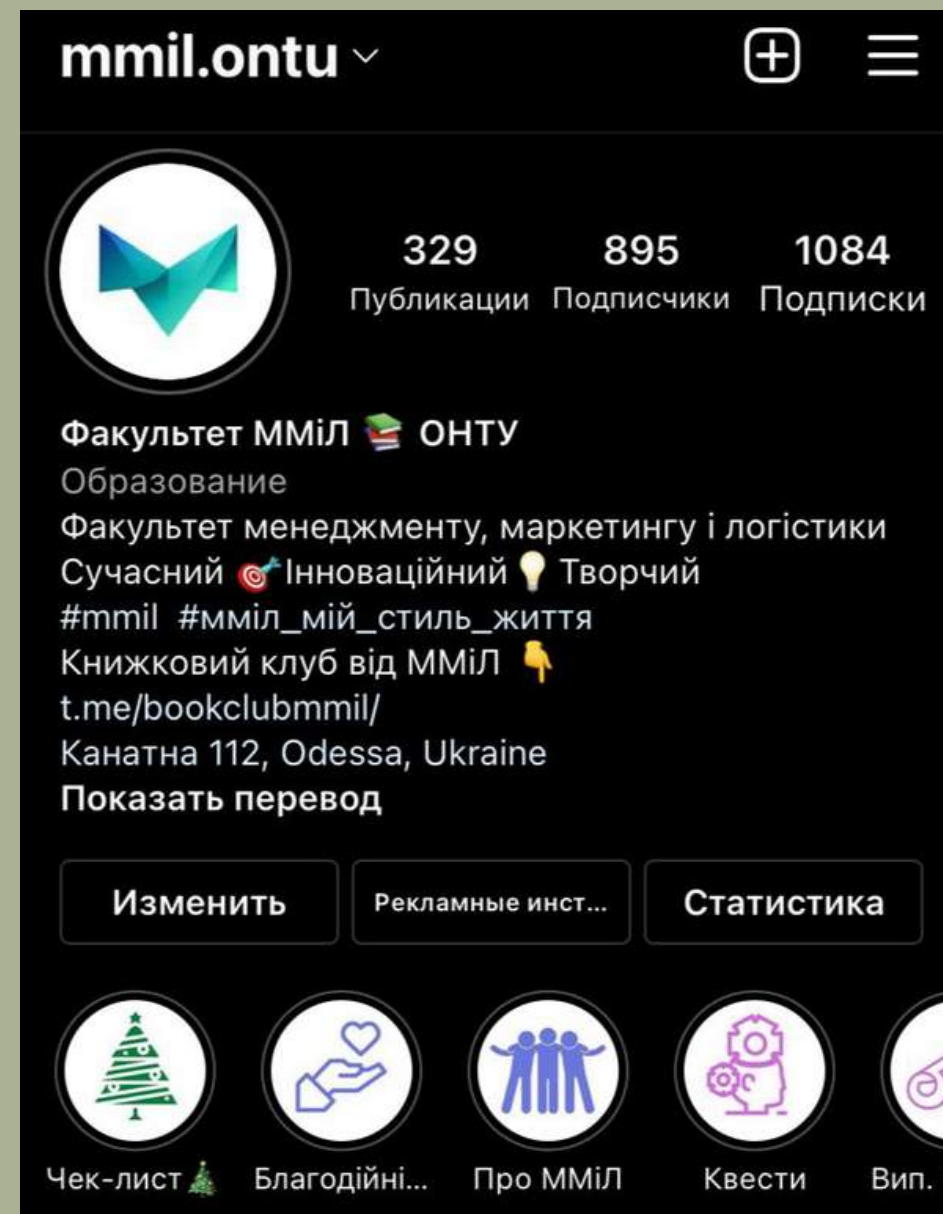 mmil.ontu
329 895 1084
Публикации Подписчики Подписки
Факультет ММіЛ 📚 ОНТУ
Образование
Факультет менеджменту, маркетингу і логістики
Сучасний 🎯Інноваційний 💡 Творчий
#mmil #мміл_мій_стиль_життя
Книжковий клуб від ММіЛ 👇
t.me/bookclubmmil/
Канатна 112, Odessa, Ukraine
Показать перевод
Изменить Рекламные инст... Статистика
Чек-лист🎄 Благодійні... Про ММіЛ Квести Вип.